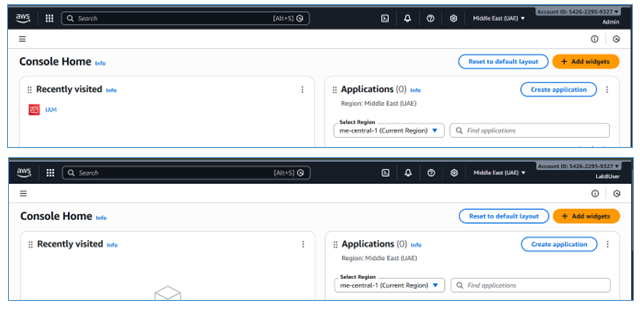 aws Search [Alt+S] Middle East (UAE) ▼ Account ID: 5426-2295-9327 ▼
Admin
Console Home Info Reset to default layout + Add widgets
Recently visited Info
IAM
Applications (0) Info Create application
Region: Middle East (UAE)
Select Region
me-central-1 (Current Region) ▼ Find applications
aws Search [Alt+S] Middle East (UAE) ▼ Account ID: 5426-2295-9327 ▼
Lab8User
Console Home Info Reset to default layout + Add widgets
Recently visited Info
Applications (0) Info Create application
Region: Middle East (UAE)
Select Region
me-central-1 (Current Region) ▼ Find applications